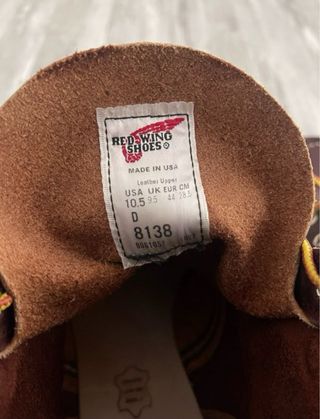 RED WING
SHOES
MADE IN USA
Leather Upper
USA UK EUR CM
10.5 9.5 44 28.5
D
8138